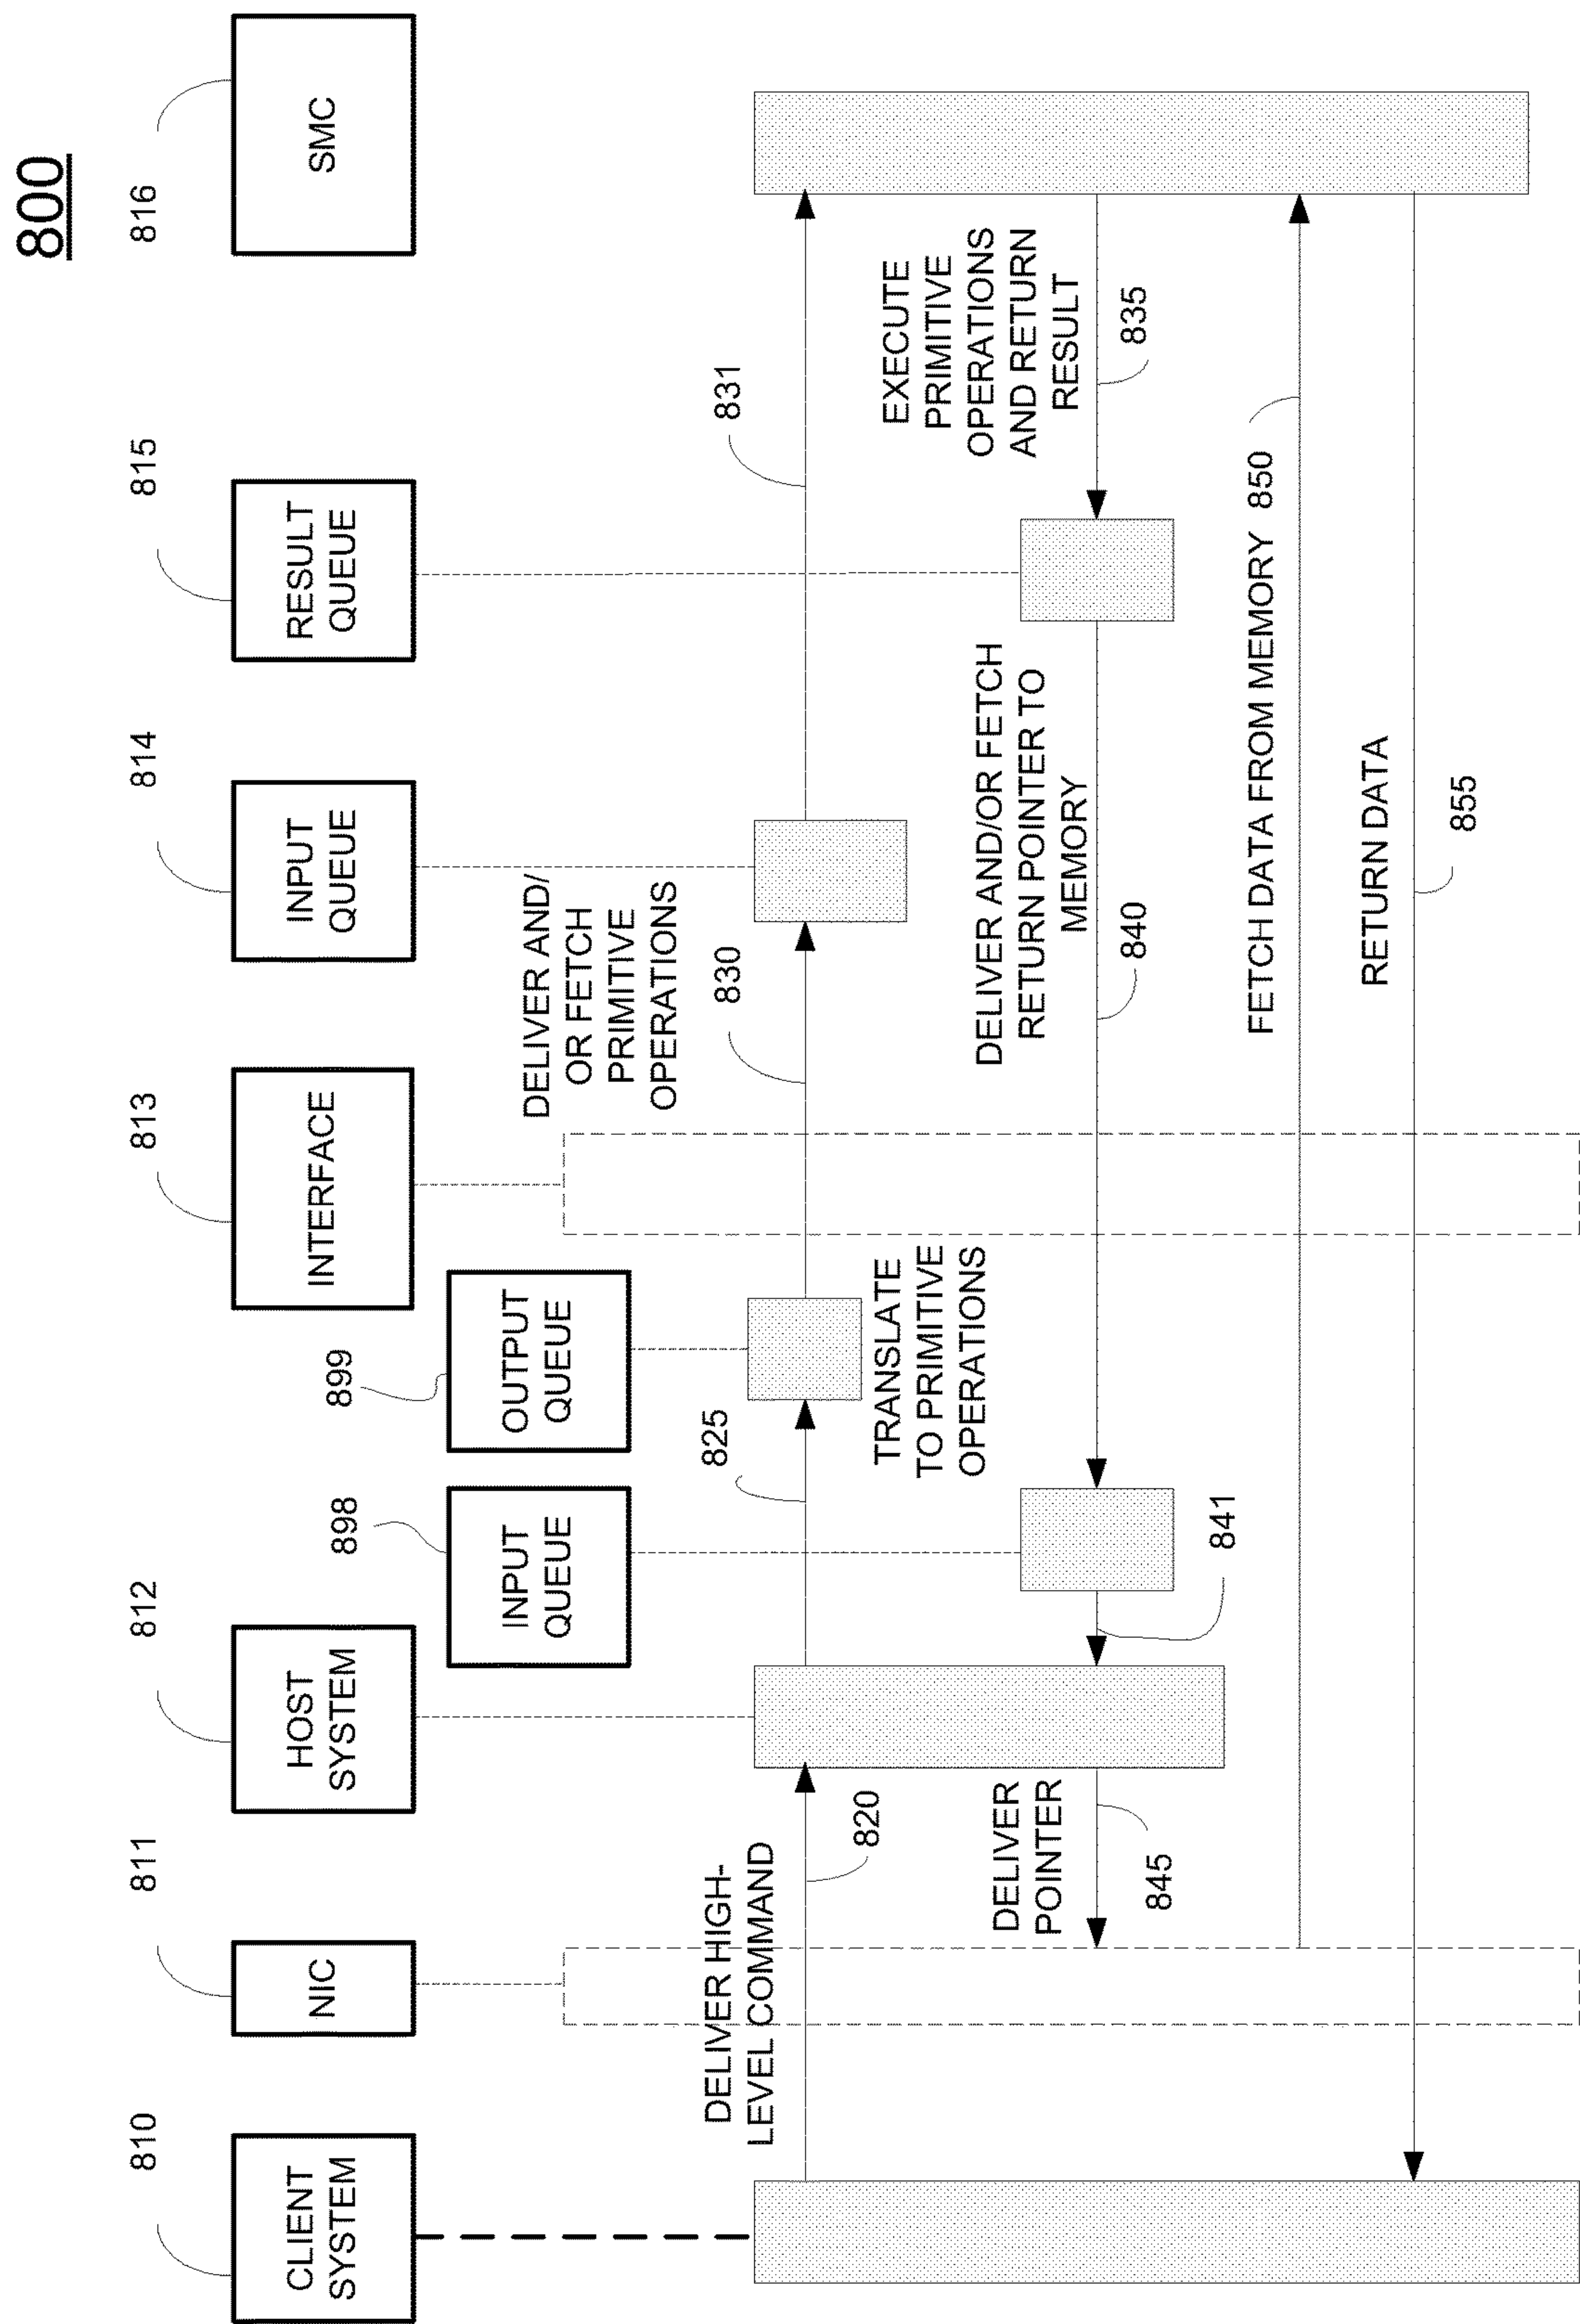 800
810
811
812
813
814
815
816
CLIENT
SYSTEM
NIC
HOST
SYSTEM
INTERFACE
INPUT
QUEUE
RESULT
QUEUE
SMC
898
899
INPUT
QUEUE
OUTPUT
QUEUE
DELIVER HIGH-
LEVEL COMMAND
820
825
TRANSLATE
TO PRIMITIVE
OPERATIONS
DELIVER AND/
OR FETCH
PRIMITIVE
OPERATIONS
830
831
EXECUTE
PRIMITIVE
OPERATIONS
AND RETURN
RESULT
835
DELIVER AND/OR FETCH
RETURN POINTER TO
MEMORY
840
841
DELIVER
POINTER
845
FETCH DATA FROM MEMORY 850
RETURN DATA
855